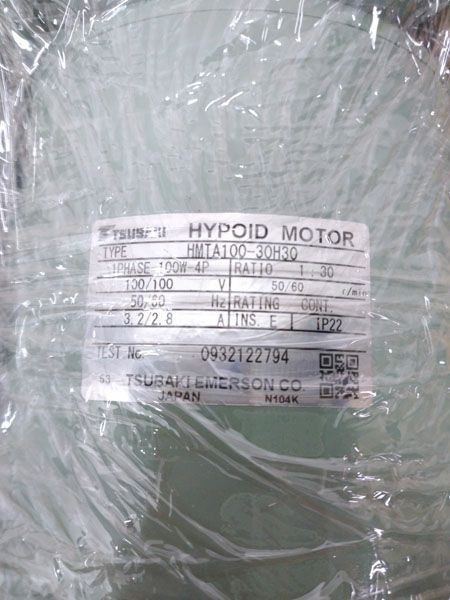 TSUBAKI HYPOID MOTOR
TYPE HMTA100-30H30
1PHASE 100W 4P RATIO 1:30
100/100 V 50/60 r/min
50/60 Hz RATING CONT.
3.2/2.8 A INS. E IP22
TEST No. 0932122794
53 TSUBAKI EMERSON CO.
JAPAN N104K